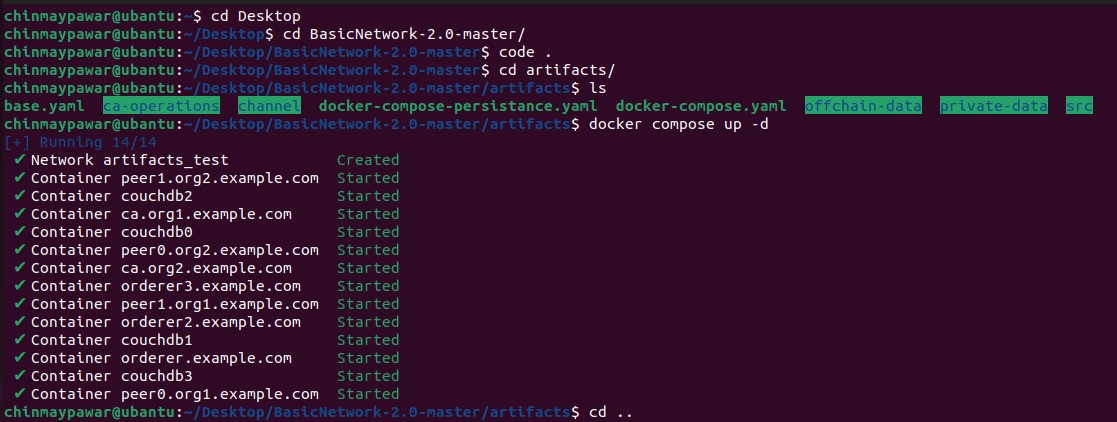 chinmaypawar@ubuntu:~$ cd Desktop
chinmaypawar@ubuntu:~/Desktop$ cd BasicNetwork-2.0-master/
chinmaypawar@ubuntu:~/Desktop/BasicNetwork-2.0-master$ code .
chinmaypawar@ubuntu:~/Desktop/BasicNetwork-2.0-master$ cd artifacts/
chinmaypawar@ubuntu:~/Desktop/BasicNetwork-2.0-master/artifacts$ ls
base.yaml ca-operations channel docker-compose-persistance.yaml docker-compose.yaml offchain-data private-data src
chinmaypawar@ubuntu:~/Desktop/BasicNetwork-2.0-master/artifacts$ docker compose up -d
[+] Running 14/14
✔ Network artifacts_test Created
✔ Container peer1.org2.example.com Started
✔ Container couchdb2 Started
✔ Container ca.org1.example.com Started
✔ Container couchdb0 Started
✔ Container peer0.org2.example.com Started
✔ Container ca.org2.example.com Started
✔ Container orderer3.example.com Started
✔ Container peer1.org1.example.com Started
✔ Container orderer2.example.com Started
✔ Container couchdb1 Started
✔ Container orderer.example.com Started
✔ Container couchdb3 Started
✔ Container peer0.org1.example.com Started
chinmaypawar@ubuntu:~/Desktop/BasicNetwork-2.0-master/artifacts$ cd ..